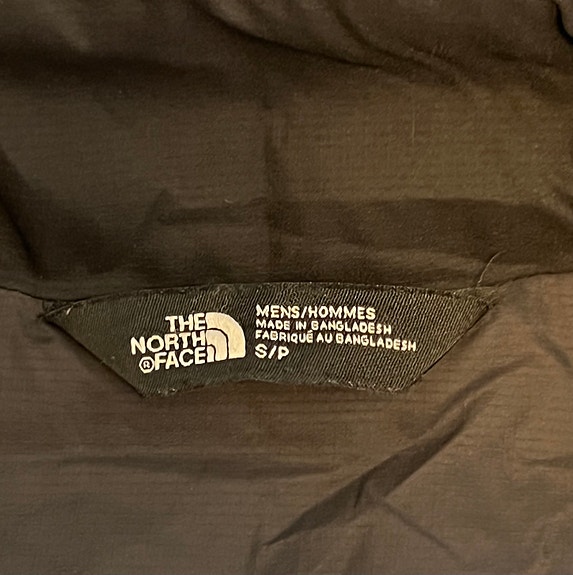 THE
NORTH
®FACE
MENS/HOMMES
MADE IN BANGLADESH
FABRIQUÉ AU BANGLADESH
S/P